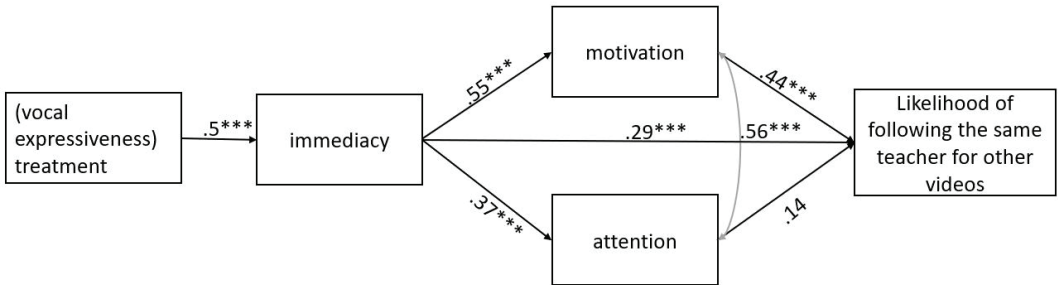 (vocal
expressiveness)
treatment
.5***
immediacy
.55***
.37***
motivation
attention
.29***
.56***
.44***
.14
Likelihood of
following the same
teacher for other
videos